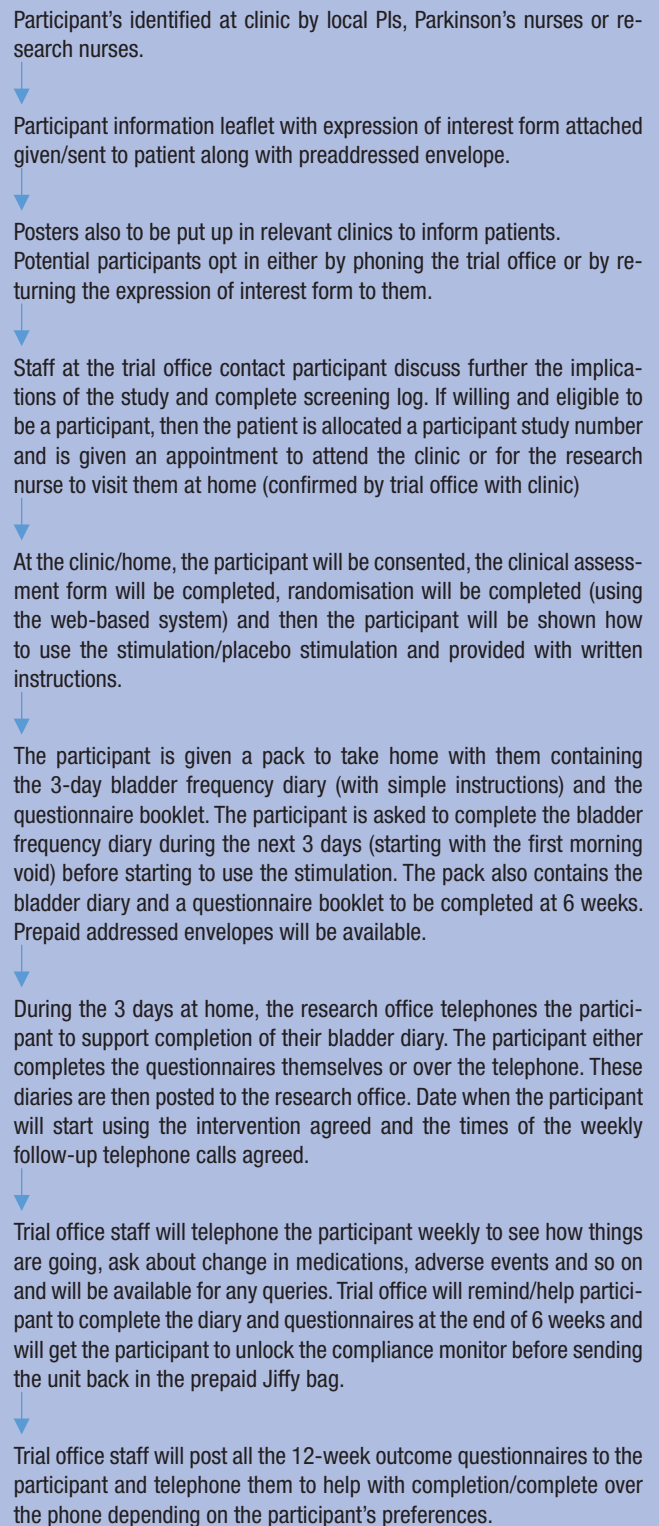 Participant’s identified at clinic by local PIs, Parkinson’s nurses or re-
search nurses.
Participant information leaflet with expression of interest form attached
given/sent to patient along with preaddressed envelope.
Posters also to be put up in relevant clinics to inform patients.
Potential participants opt in either by phoning the trial office or by re-
turning the expression of interest form to them.
Staff at the trial office contact participant discuss further the implica-
tions of the study and complete screening log. If willing and eligible to
be a participant, then the patient is allocated a participant study number
and is given an appointment to attend the clinic or for the research
nurse to visit them at home (confirmed by trial office with clinic)
At the clinic/home, the participant will be consented, the clinical assess-
ment form will be completed, randomisation will be completed (using
the web-based system) and then the participant will be shown how
to use the stimulation/placebo stimulation and provided with written
instructions.
The participant is given a pack to take home with them containing
the 3-day bladder frequency diary (with simple instructions) and the
questionnaire booklet. The participant is asked to complete the bladder
frequency diary during the next 3 days (starting with the first morning
void) before starting to use the stimulation. The pack also contains the
bladder diary and a questionnaire booklet to be completed at 6 weeks.
Prepaid addressed envelopes will be available.
During the 3 days at home, the research office telephones the partici-
pant to support completion of their bladder diary. The participant either
completes the questionnaires themselves or over the telephone. These
diaries are then posted to the research office. Date when the participant
will start using the intervention agreed and the times of the weekly
follow-up telephone calls agreed.
Trial office staff will telephone the participant weekly to see how things
are going, ask about change in medications, adverse events and so on
and will be available for any queries. Trial office will remind/help partici-
pant to complete the diary and questionnaires at the end of 6 weeks and
will get the participant to unlock the compliance monitor before sending
the unit back in the prepaid Jiffy bag.
Trial office staff will post all the 12-week outcome questionnaires to the
participant and telephone them to help with completion/complete over
the phone depending on the participant’s preferences.